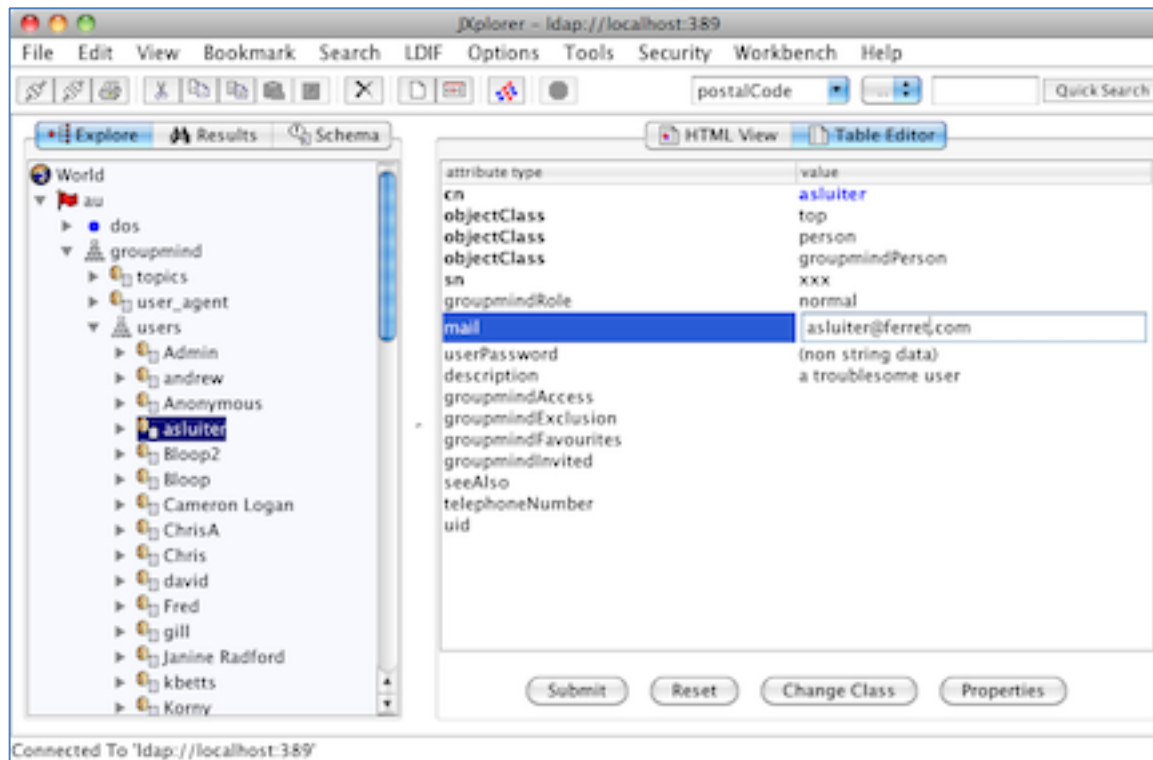 JXplorer – ldap://localhost:389
File Edit View Bookmark Search LDIF Options Tools Security Workbench Help
postalCode ... Quick Search
Explore Results Schema
HTML View Table Editor
World
au
dos
groupmind
topics
user_agent
users
Admin
andrew
Anonymous
asluiter
Bloop2
Bloop
Cameron Logan
ChrisA
Chris
david
Fred
gill
Janine Radford
kbetts
Korny
attribute type value
cn asluiter
objectClass top
objectClass person
objectClass groupmindPerson
sn xxx
groupmindRole normal
mail asluiter@ferret.com
userPassword (non string data)
description a troublesome user
groupmindAccess
groupmindExclusion
groupmindFavourites
groupmindInvited
seeAlso
telephoneNumber
uid
Submit Reset Change Class Properties
Connected To 'ldap://localhost:389'